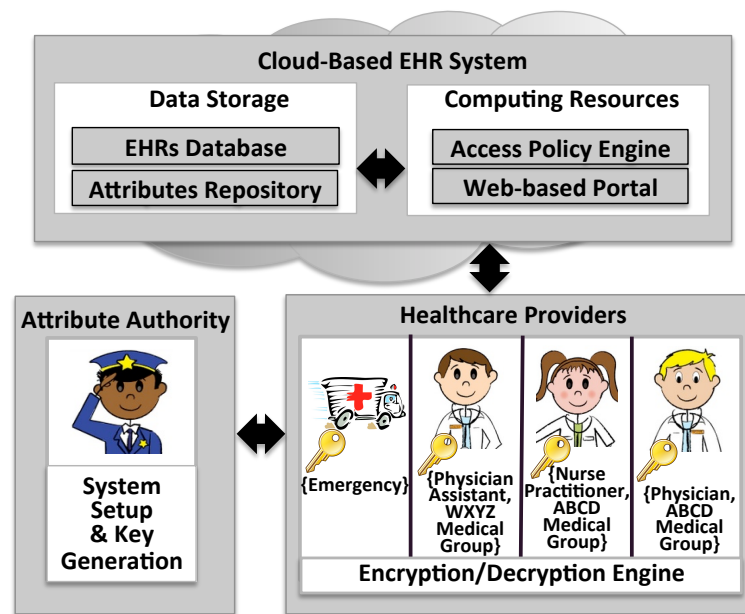 Cloud-Based EHR System
Data Storage
EHRs Database
Attributes Repository
Computing Resources
Access Policy Engine
Web-based Portal
Attribute Authority
System
Setup
& Key
Generation
Healthcare Providers
{Emergency}
{Physician
Assistant,
WXYZ
Medical
Group}
{Nurse
Practitioner,
ABCD
Medical
Group}
{Physician,
ABCD
Medical
Group}
Encryption/Decryption Engine